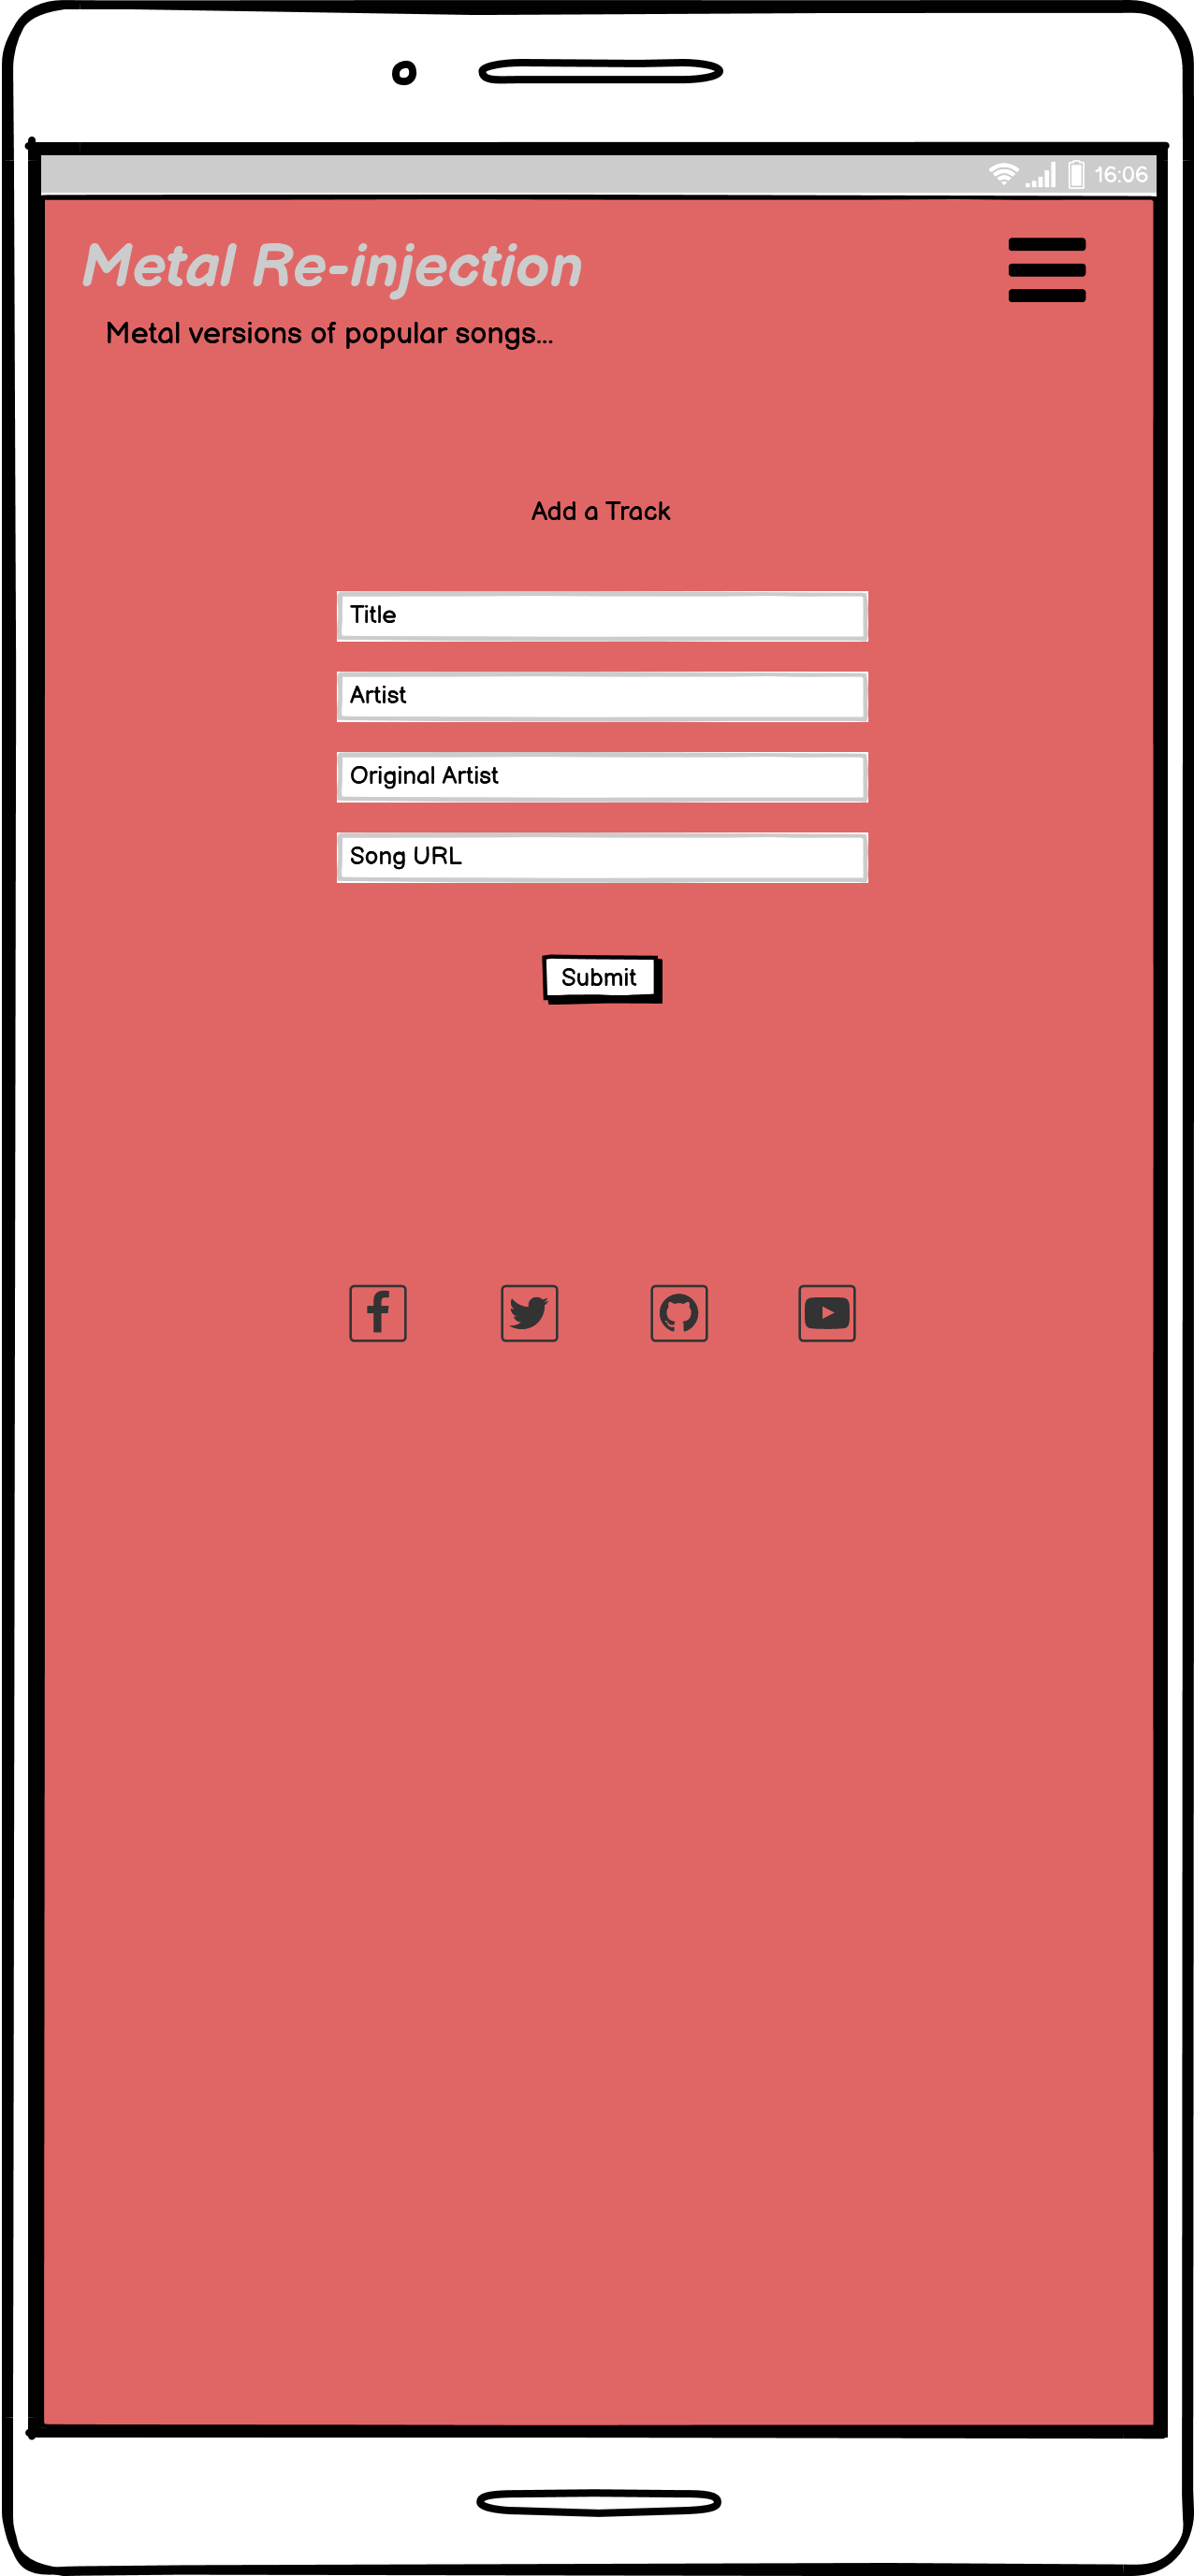 16:06
Metal Re-injection
Metal versions of popular songs...
Add a Track
Title
Artist
Original Artist
Song URL
Submit